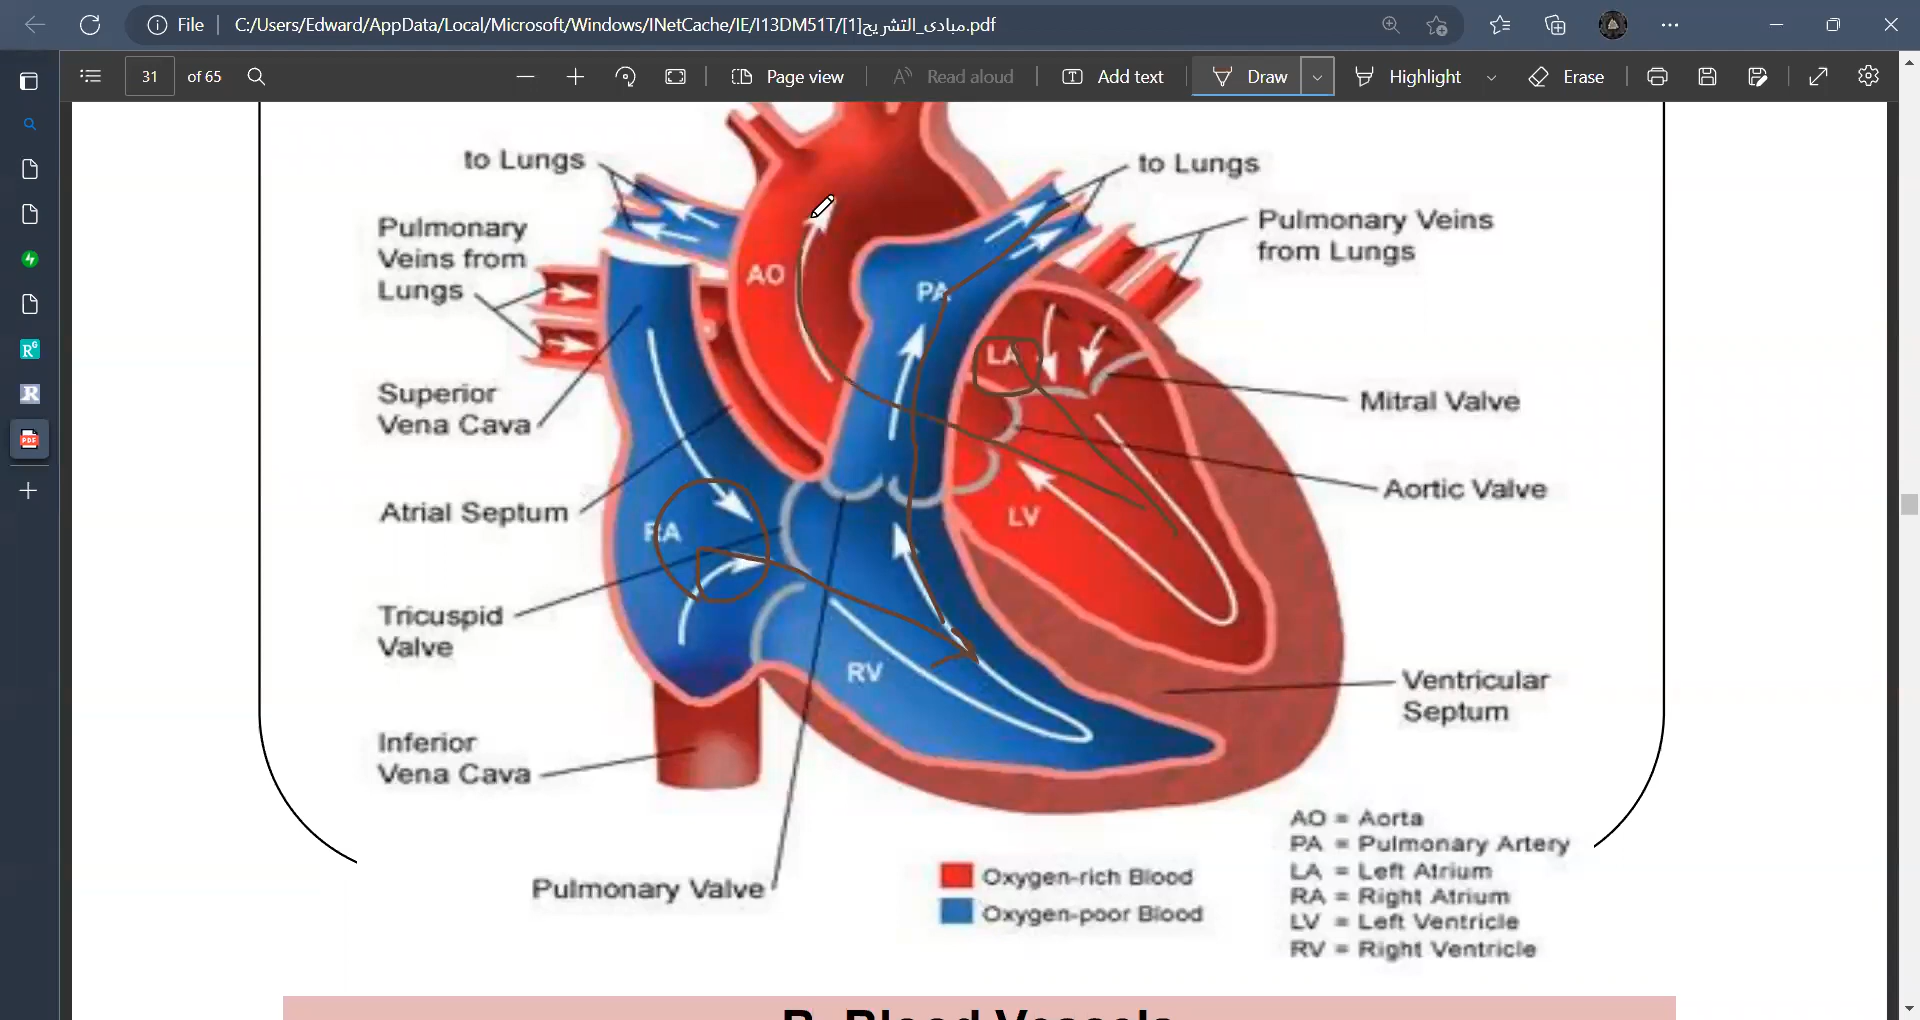 File
C:/Users/Edward/AppData/Local/Microsoft/Windows/INetCache/IE/I13DM51T/[1]مبادى_التشريح.pdf
31 of 65
Page view
Read aloud
Add text
Draw
Highlight
Erase
to Lungs
to Lungs
Pulmonary
Veins from
Lungs
Pulmonary Veins
from Lungs
AO
PA
LA
Superior
Vena Cava
Mitral Valve
Atrial Septum
Aortic Valve
RA
LV
Tricuspid
Valve
RV
Ventricular
Septum
Inferior
Vena Cava
Pulmonary Valve
Oxygen-rich Blood
Oxygen-poor Blood
AO = Aorta
PA = Pulmonary Artery
LA = Left Atrium
RA = Right Atrium
LV = Left Ventricle
RV = Right Ventricle
B- Blood Vessels
R G
R
PDF